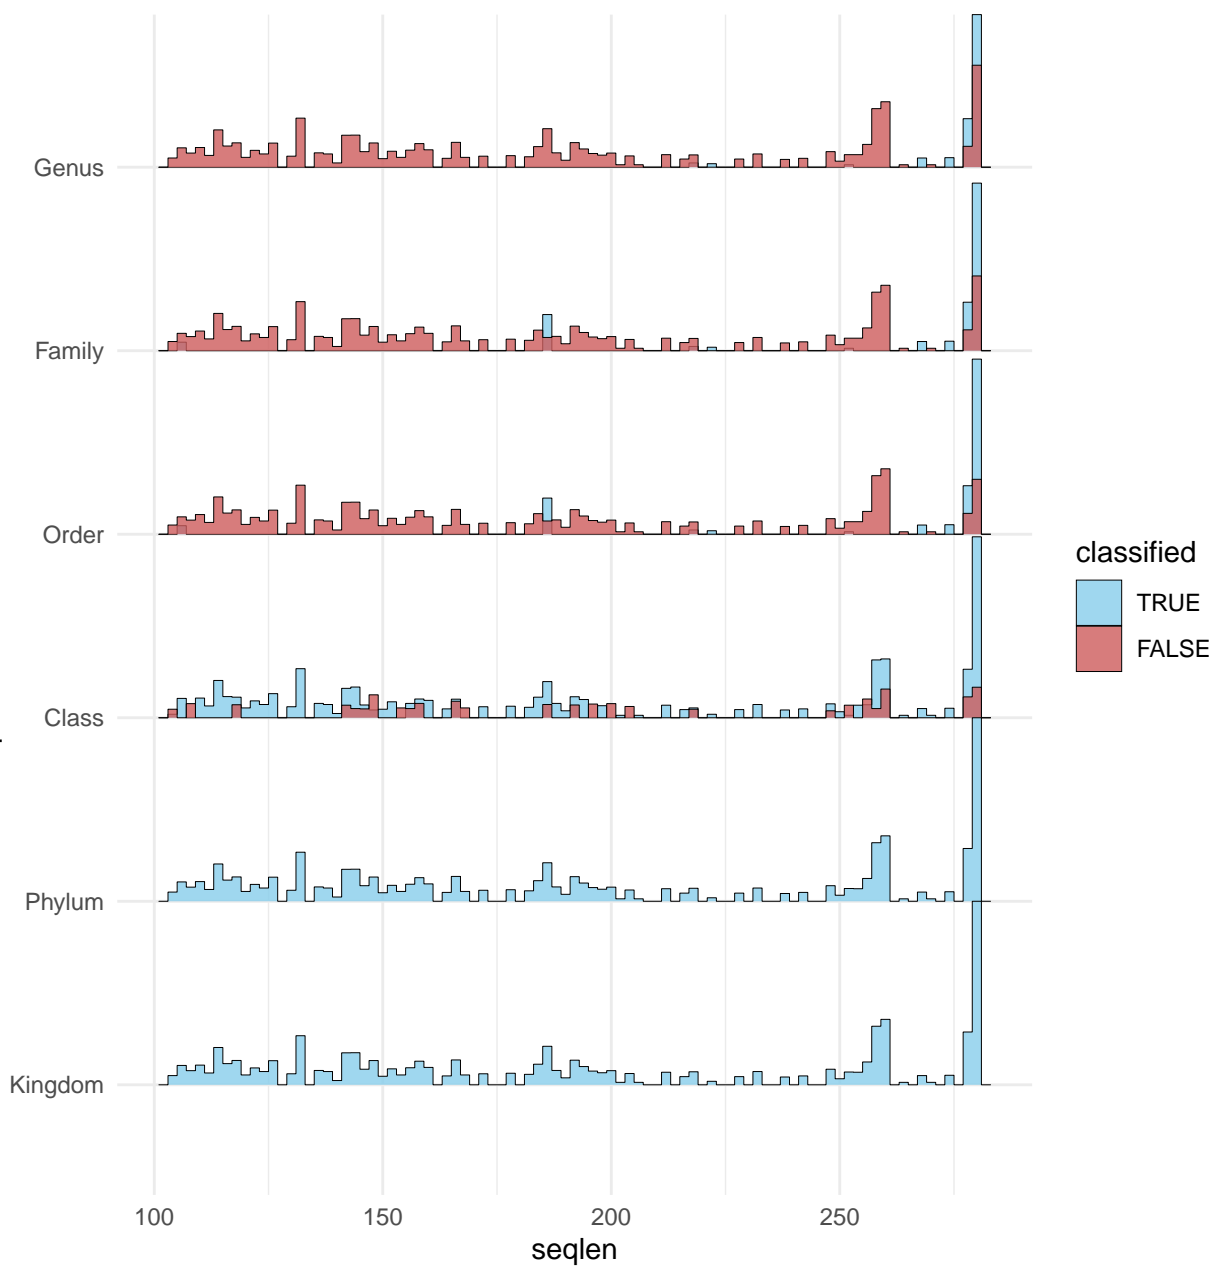 Genus
Family
Order
Class
Phylum
Kingdom
100
150
200
250
seqlen
classified
TRUE
FALSE